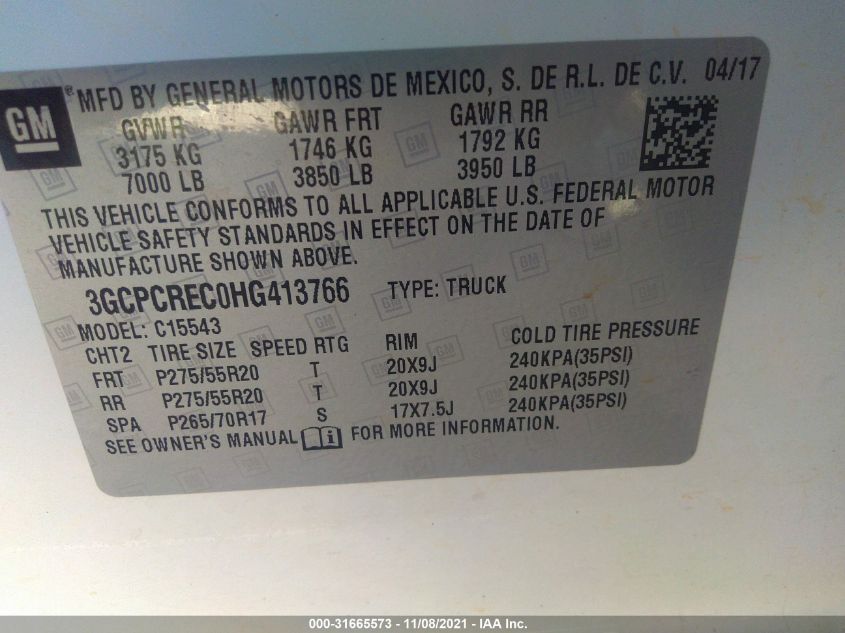 GM ® MFD BY GENERAL MOTORS DE MEXICO, S. DE R.L. DE C.V. 04/17
GVWR GAWR FRT GAWR RR
3175 KG 1746 KG 1792 KG
7000 LB 3850 LB 3950 LB
THIS VEHICLE CONFORMS TO ALL APPLICABLE U.S. FEDERAL MOTOR
VEHICLE SAFETY STANDARDS IN EFFECT ON THE DATE OF
MANUFACTURE SHOWN ABOVE.
3GCPCREC0HG413766 TYPE: TRUCK
MODEL: C15543
CHT2 TIRE SIZE SPEED RTG RIM COLD TIRE PRESSURE
FRT P275/55R20 T 20X9J 240KPA(35PSI)
RR P275/55R20 T 20X9J 240KPA(35PSI)
SPA P265/70R17 S 17X7.5J 240KPA(35PSI)
SEE OWNER'S MANUAL i FOR MORE INFORMATION.
000-31665573 - 11/08/2021 - IAA Inc.